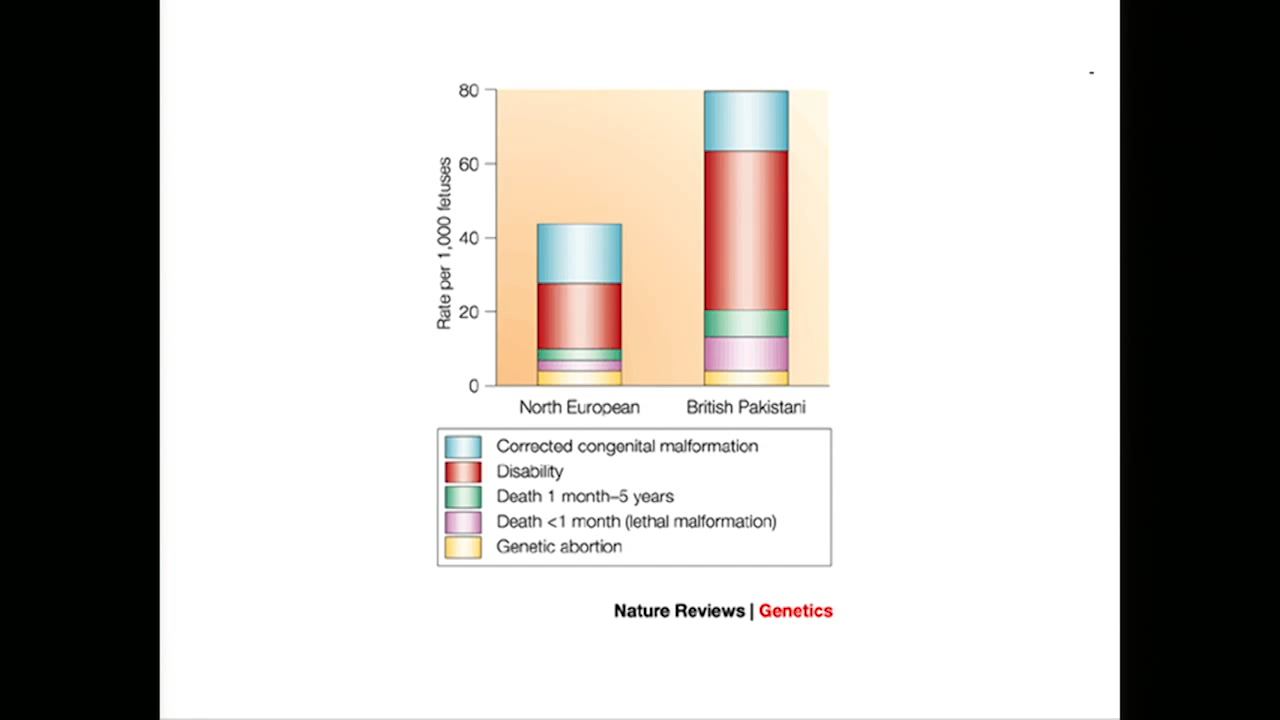 80
60
40
20
0
Rate per 1,000 fetuses
North European
British Pakistani
Corrected congenital malformation
Disability
Death 1 month–5 years
Death <1 month (lethal malformation)
Genetic abortion
Nature Reviews | Genetics